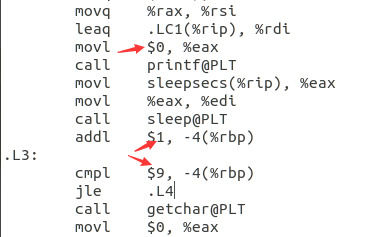 movq %rax, %rsi
leaq .LC1(%rip), %rdi
movl $0, %eax
call printf@PLT
movl sleepsecs(%rip), %eax
movl %eax, %edi
call sleep@PLT
addl $1, -4(%rbp)
.L3:
cmpl $9, -4(%rbp)
jle .L4
call getchar@PLT
movl $0, %eax